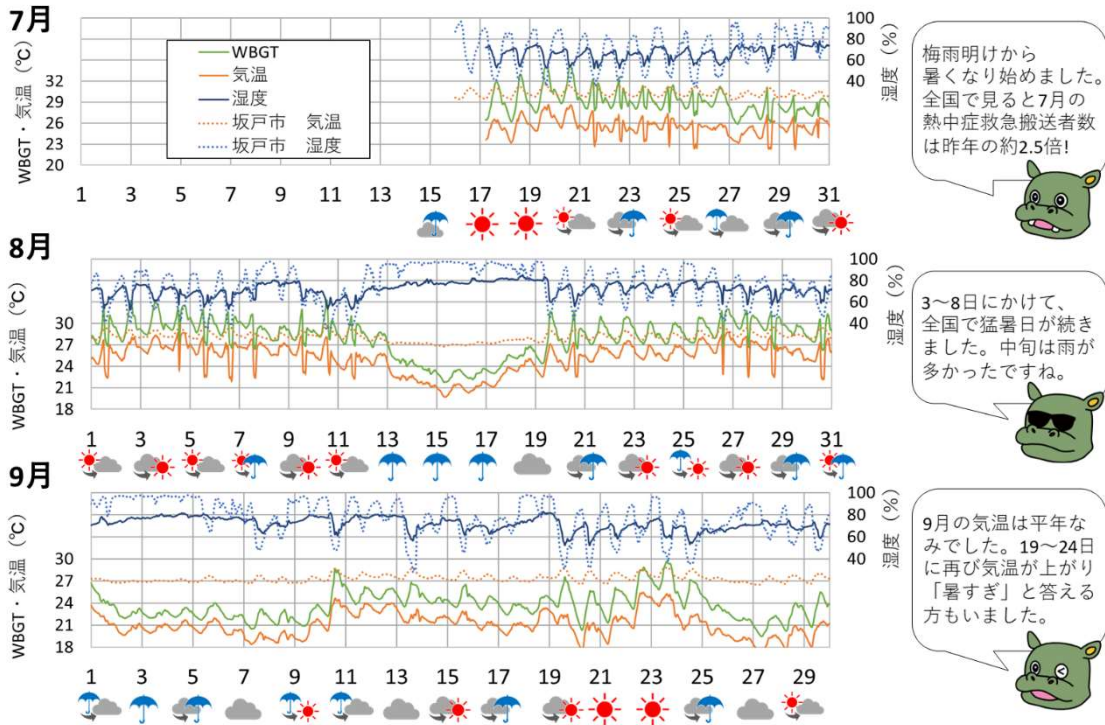 7月
WBGT・気温（℃）
32
29
26
23
20
WBGT
気温
湿度
坂戸市　気温
坂戸市　湿度
100
80
60
40
湿度（%）
1 3 5 7 9 11 13 15 17 19 21 23 25 27 29 31
梅雨明けから
暑くなり始めました。
全国で見ると7月の
熱中症救急搬送者数
は昨年の約2.5倍!
8月
WBGT・気温（℃）
30
27
24
21
18
100
80
60
40
湿度（%）
1 3 5 7 9 11 13 15 17 19 21 23 25 27 29 31
3～8日にかけて、
全国で猛暑日が続き
ました。中旬は雨が
多かったですね。
9月
WBGT・気温（℃）
30
27
24
21
18
100
80
60
40
湿度（%）
1 3 5 7 9 11 13 15 17 19 21 23 25 27 29
9月の気温は平年な
みでした。19～24日
に再び気温が上がり
「暑すぎ」と答える
方もいました。